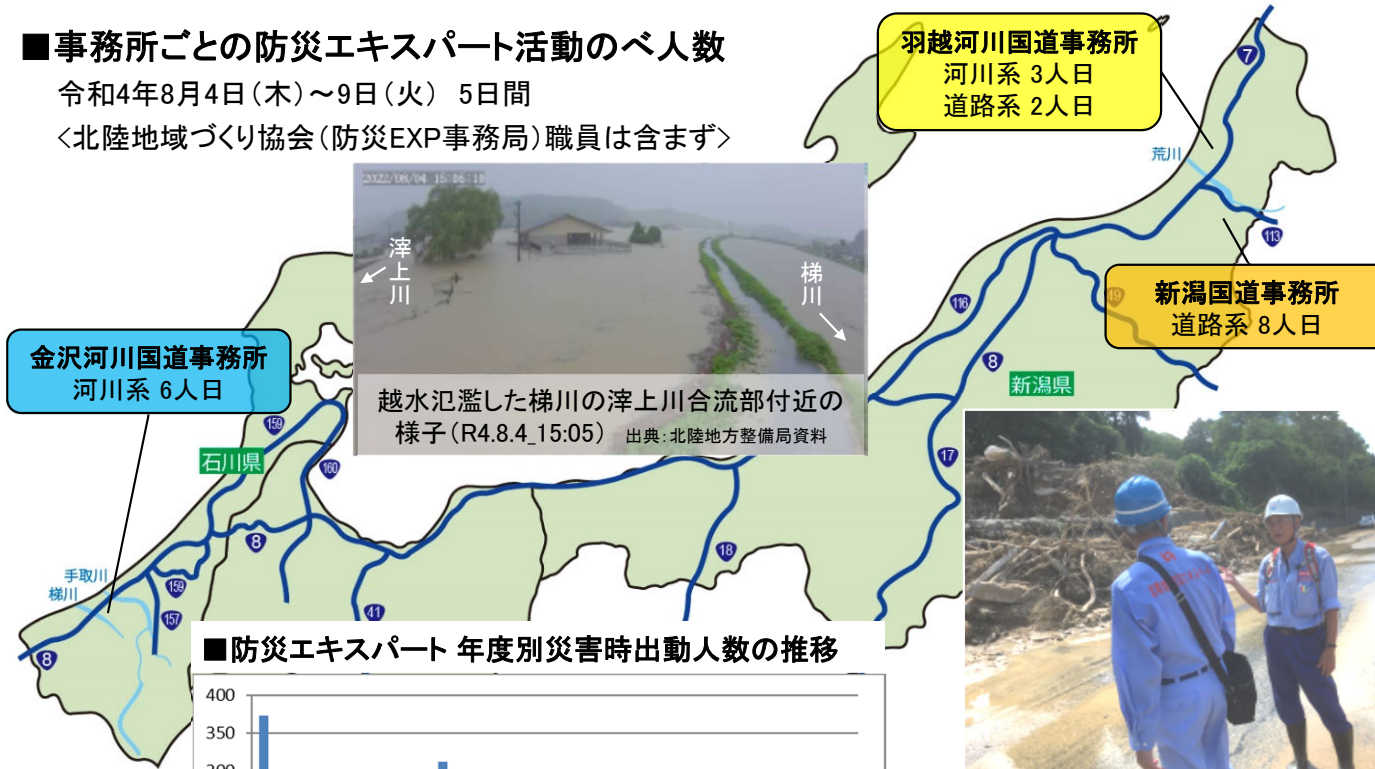 ■事務所ごとの防災エキスパート活動のべ人数
令和4年8月4日（木）～9日（火） 5日間
<北陸地域づくり協会（防災EXP事務局）職員は含まず>
羽越河川国道事務所
河川系 3人日
道路系 2人日
7
荒川
113
2022/08/04 15:05:10
滓上川
梯川
越水氾濫した梯川の滓上川合流部付近の
様子（R4.8.4_15:05） 出典：北陸地方整備局資料
116
49
新潟国道事務所
道路系 8人日
8
新潟県
17
金沢河川国道事務所
河川系 6人日
159
石川県
160
8
18
手取川
梯川
159
157
41
8
■防災エキスパート 年度別災害時出動人数の推移
400
350
300